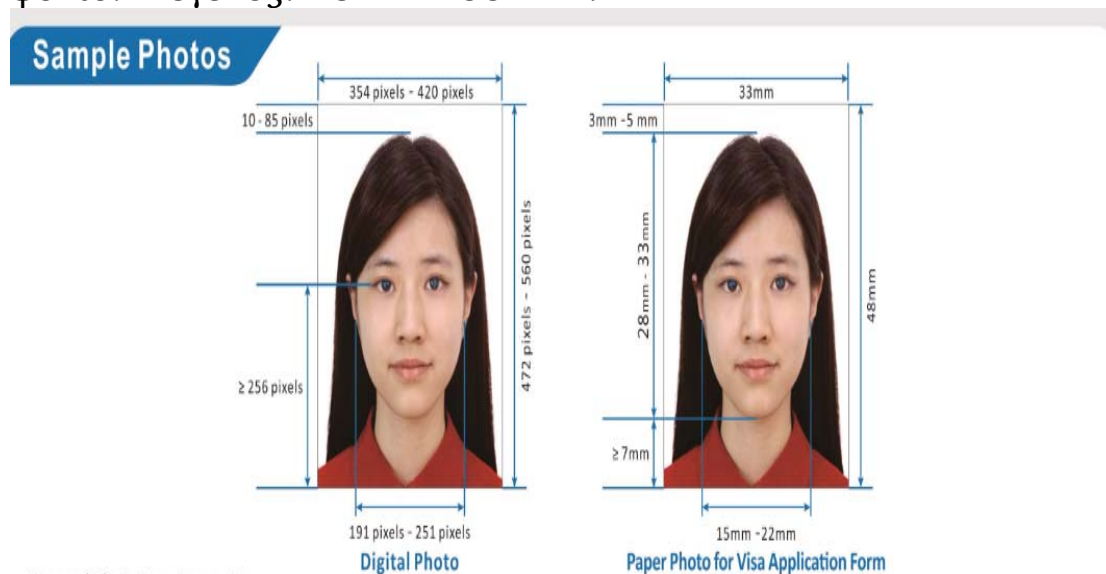 Sample Photos
354 pixels - 420 pixels
10 - 85 pixels
472 pixels - 560 pixels
≥ 256 pixels
191 pixels - 251 pixels
Digital Photo
33mm
3mm -5 mm
28mm - 33mm
48mm
≥ 7mm
15mm -22mm
Paper Photo for Visa Application Form